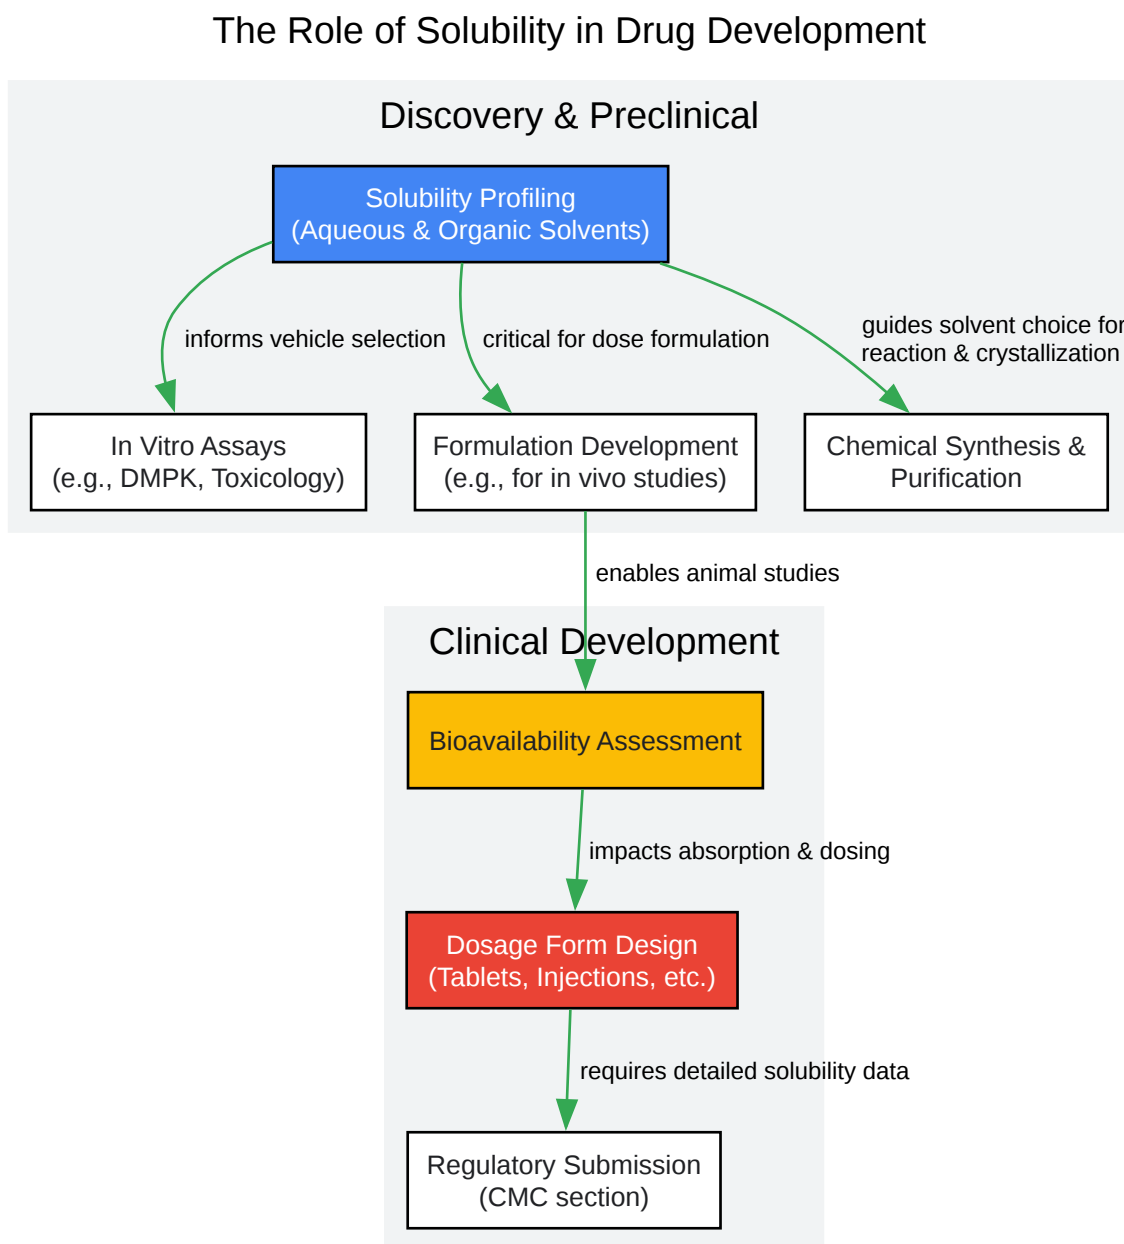 The Role of Solubility in Drug Development
Discovery & Preclinical
Solubility Profiling
(Aqueous & Organic Solvents)
informs vehicle selection
critical for dose formulation
guides solvent choice for
reaction & crystallization
In Vitro Assays
(e.g., DMPK, Toxicology)
Formulation Development
(e.g., for in vivo studies)
Chemical Synthesis &
Purification
enables animal studies
Clinical Development
Bioavailability Assessment
impacts absorption & dosing
Dosage Form Design
(Tablets, Injections, etc.)
requires detailed solubility data
Regulatory Submission
(CMC section)